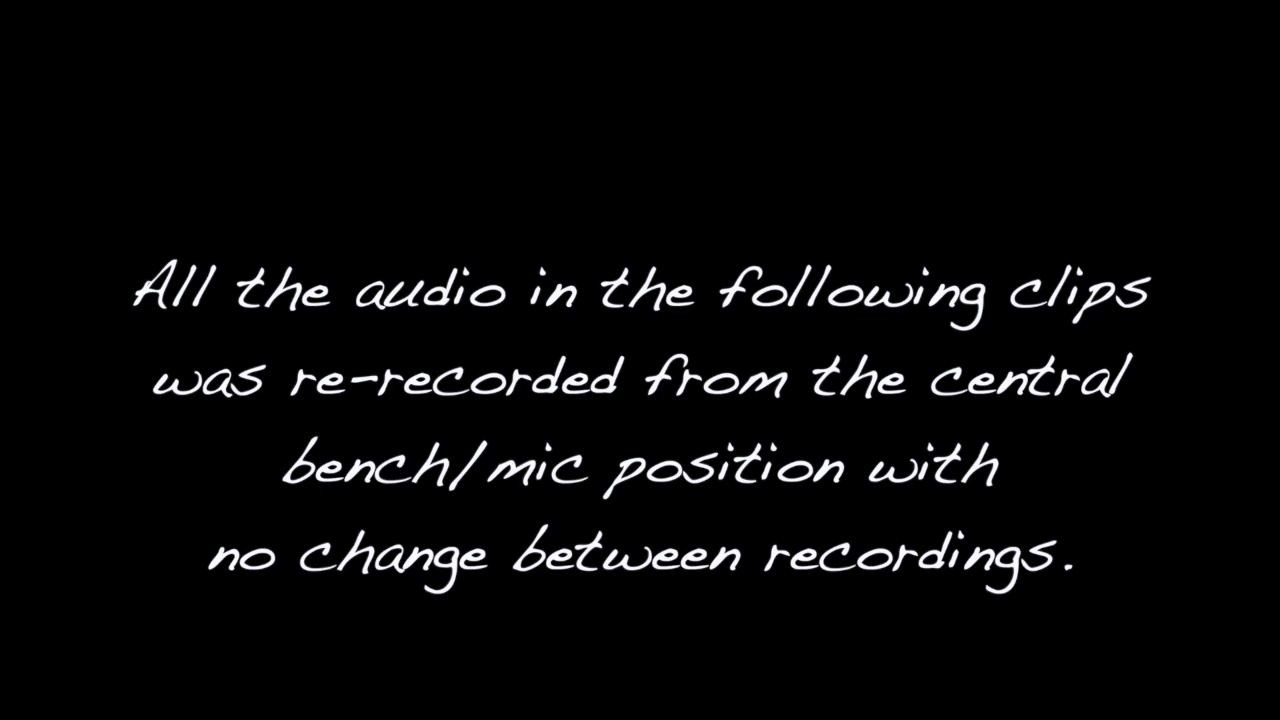 All the audio in the following clips
was re-recorded from the central
bench/mic position with
no change between recordings.